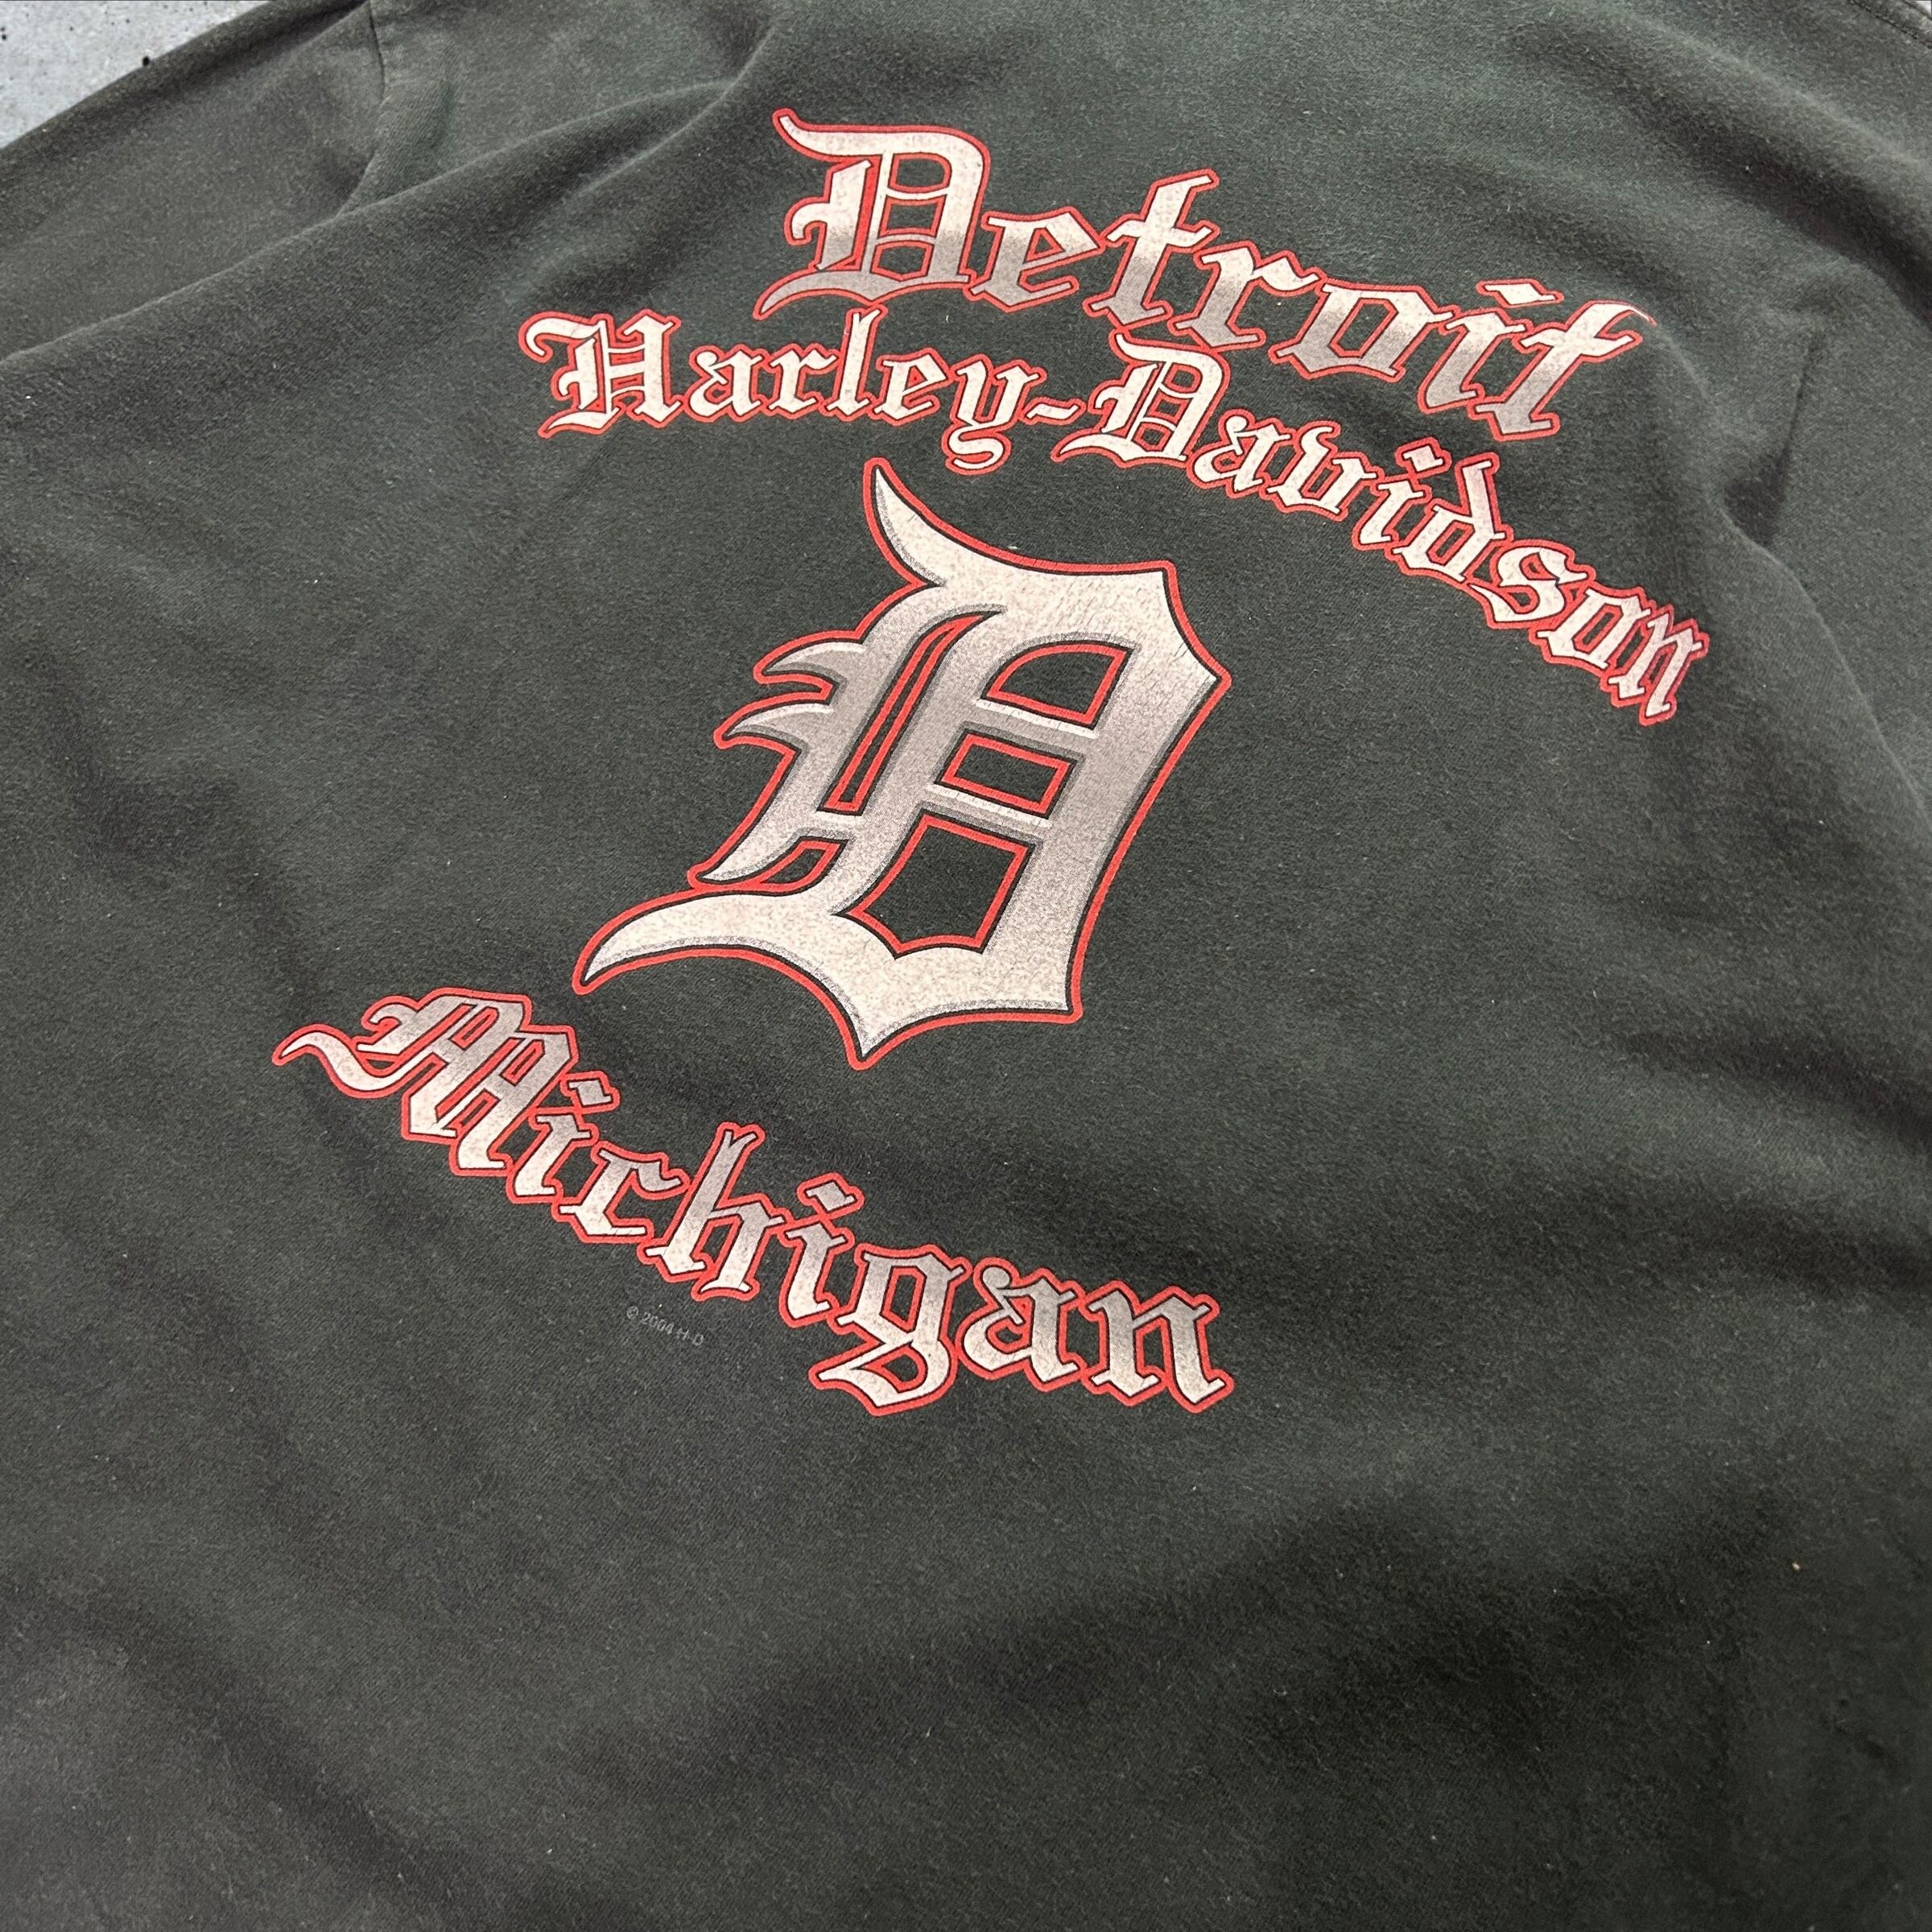 Detroit
Harley-Davidson
D
Michigan
© 2004 H-D